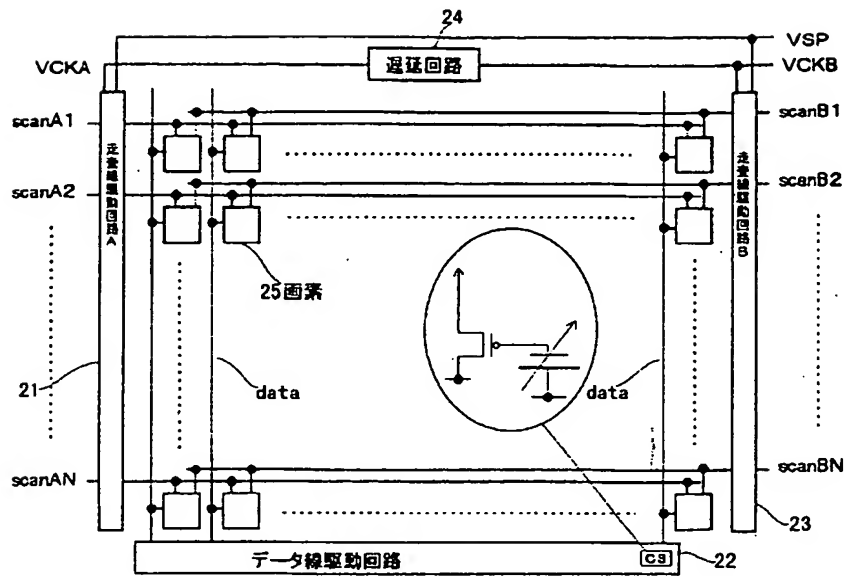 24
VSP
VCKA
遅延回路
VCKB
scanA1
scanB1
走査線駆動回路A
走査線駆動回路B
scanA2
scanB2
25画素
21
data
data
scanAN
scanBN
23
データ線駆動回路
CS
22